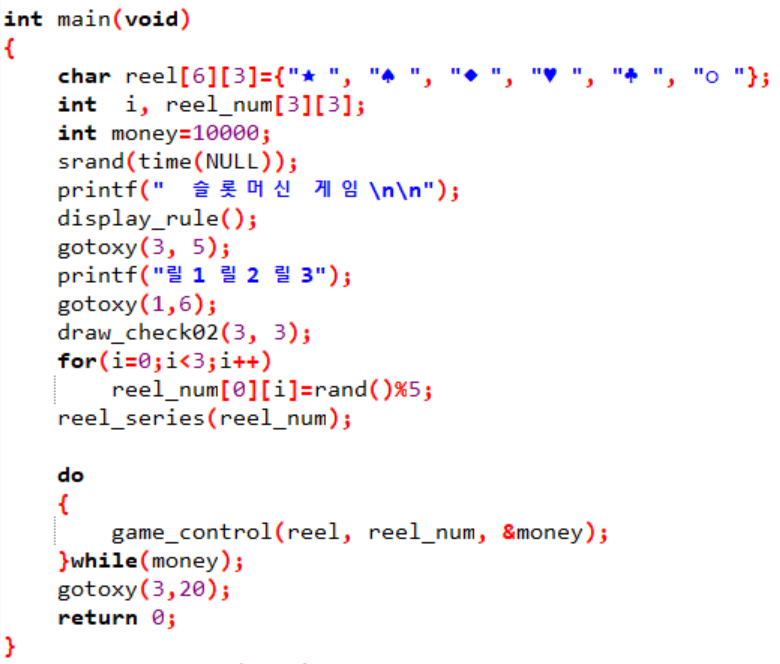 int main(void)
{
    char reel[6][3]={"★ ", "♠ ", "◆ ", "♥ ", "♣ ", "○ "};
    int  i, reel_num[3][3];
    int money=10000;
    srand(time(NULL));
    printf("  슬롯머신 게임\n\n");
    display_rule();
    gotoxy(3, 5);
    printf("릴1 릴2 릴3");
    gotoxy(1,6);
    draw_check02(3, 3);
    for(i=0;i<3;i++)
        reel_num[0][i]=rand()%5;
    reel_series(reel_num);

    do
    {
        game_control(reel, reel_num, &money);
    }while(money);
    gotoxy(3,20);
    return 0;
}